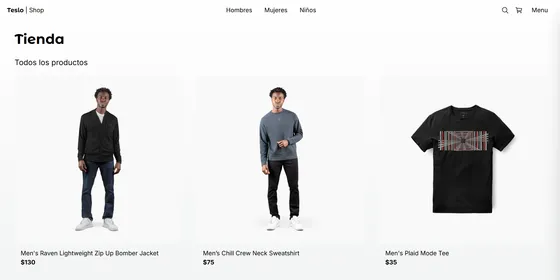 Teslo | Shop
Hombres Mujeres Niños
Menu
Tienda
Todos los productos
Men's Raven Lightweight Zip Up Bomber Jacket
$130
Men's Chill Crew Neck Sweatshirt
$75
Men's Plaid Mode Tee
$35